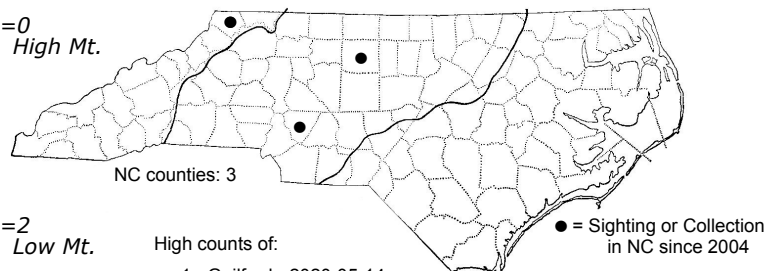 =0
High Mt.
NC counties: 3
=2
Low Mt.
High counts of:
● = Sighting or Collection
in NC since 2004